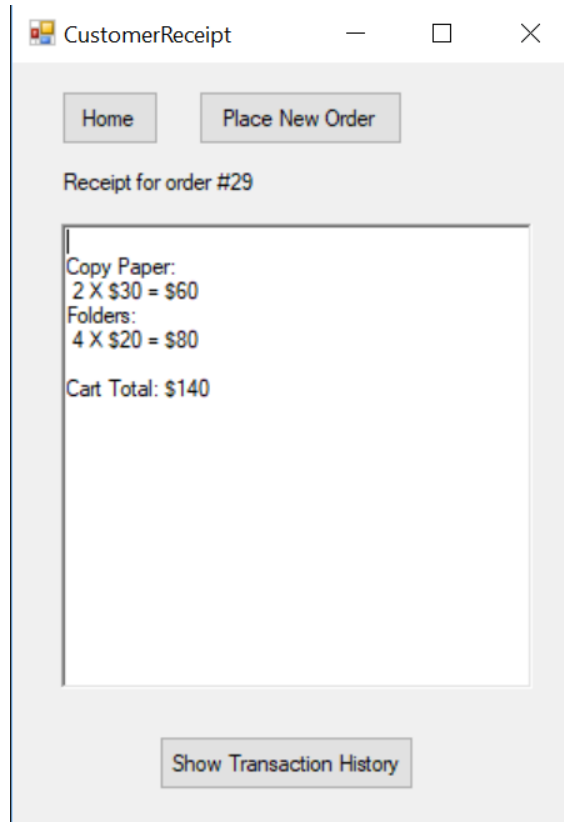 CustomerReceipt
Home Place New Order
Receipt for order #29
Copy Paper:
2 X $30 = $60
Folders:
4 X $20 = $80
Cart Total: $140
Show Transaction History